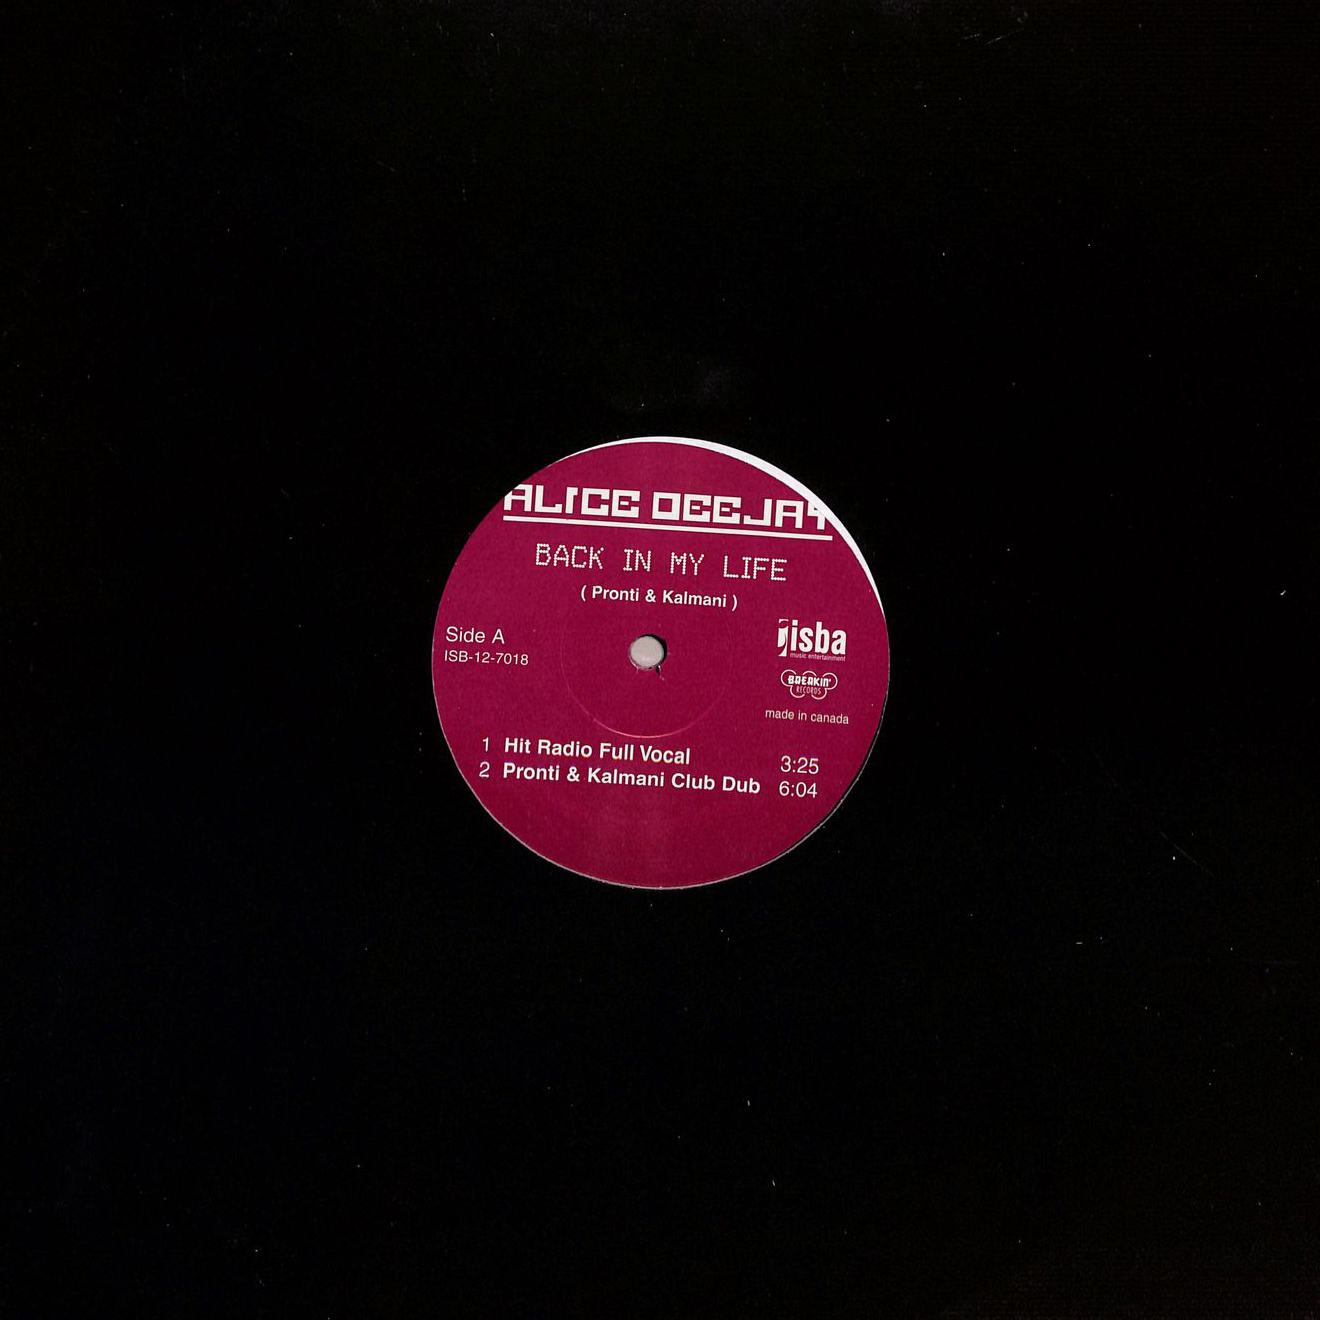 ALICE DEEJAY
BACK IN MY LIFE
( Pronti & Kalmani )
Side A
ISB-12-7018
isba
music entertainment
BREAKIN'
RECORDS
made in canada
1 Hit Radio Full Vocal 3:25
2 Pronti & Kalmani Club Dub 6:04